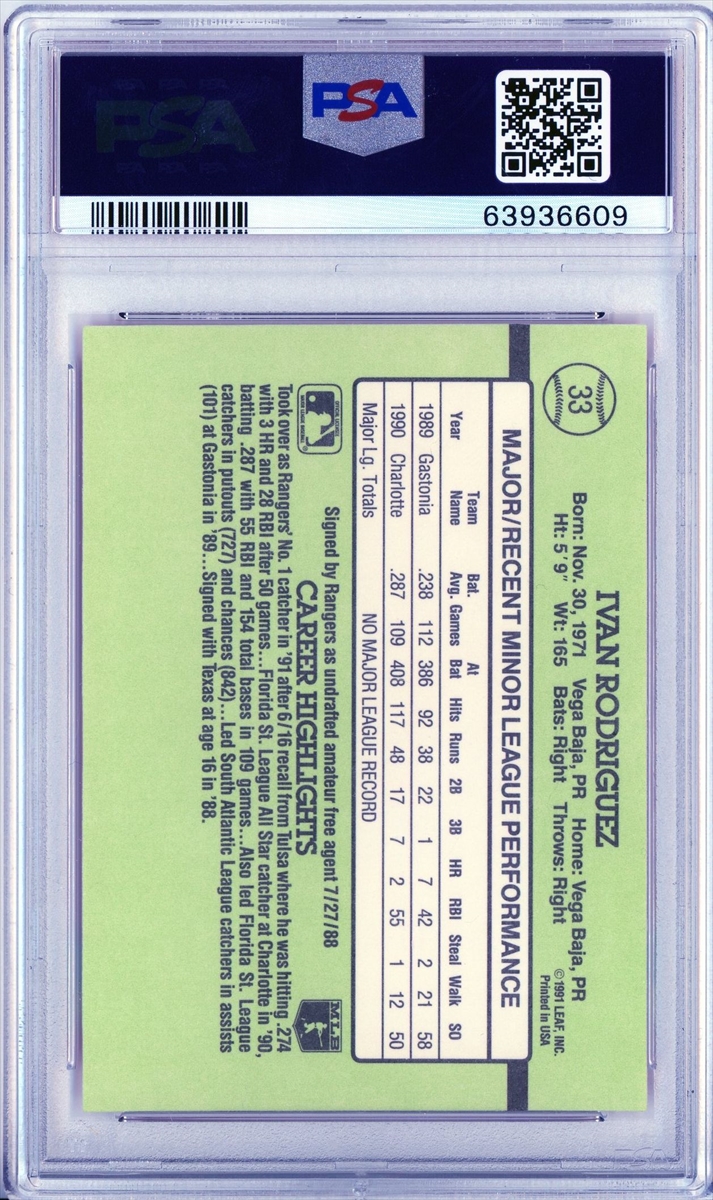 PSA
PSA
63936609
33
IVAN RODRIGUEZ
Born: Nov. 30, 1971 Vega Baja, PR Home: Vega Baja, PR
Ht: 5'9" Wt: 165 Bats: Right Throws: Right
©1991 LEAF, INC.
Printed in USA
MAJOR/RECENT MINOR LEAGUE PERFORMANCE
Year Team Name Bat. Avg. Games At Bat Hits Runs 2B 3B HR RBI Steal Walk SO
1989 Gastonia .238 112 386 92 38 22 1 7 42 2 21 58
1990 Charlotte .287 109 408 117 48 17 7 2 55 1 12 50
Major Lg. Totals NO MAJOR LEAGUE RECORD
Signed by Rangers as undrafted amateur free agent 7/27/88
MLB
CAREER HIGHLIGHTS
Took over as Rangers' No. 1 catcher in '91 after 6/16 recall from Tulsa where he was hitting .274
with 3 HR and 28 RBI after 50 games...Florida St. League All Star catcher at Charlotte in '90,
batting .287 with 55 RBI and 154 total bases in 109 games...Also led Florida St. League
catchers in putouts (727) and chances (842)...Led South Atlantic League catchers in assists
(101) at Gastonia in '89...Signed with Texas at age 16 in '88.